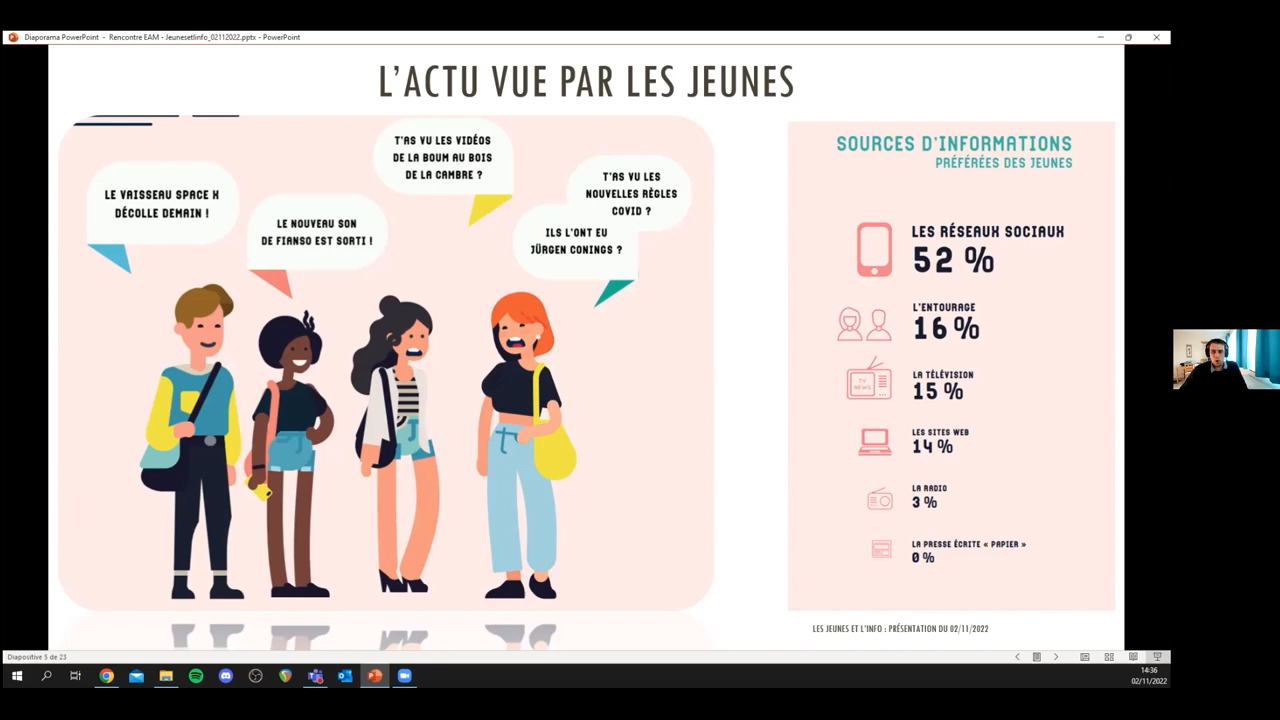 Diaporama PowerPoint - Rencontre EAM - Jeunesetlinfo_02112022.pptx - PowerPoint
L'ACTU VUE PAR LES JEUNES
LE VAISSEAU SPACE X
DÉCOLLE DEMAIN !
LE NOUVEAU SON
DE FIANSO EST SORTI !
T'AS VU LES VIDÉOS
DE LA BOUM AU BOIS
DE LA CAMBRE ?
T'AS VU LES
NOUVELLES RÈGLES
COVID ?
ILS L'ONT EU
JÜRGEN CONINGS ?
SOURCES D'INFORMATIONS
PRÉFÉRÉES DES JEUNES
LES RÉSEAUX SOCIAUX
52 %
L'ENTOURAGE
16 %
TV
NEWS
LA TÉLÉVISION
15 %
LES SITES WEB
14 %
LA RADIO
3 %
LA PRESSE ÉCRITE « PAPIER »
0 %
LES JEUNES ET L'INFO : PRÉSENTATION DU 02/11/2022
Diapositive 5 de 23
14:36
02/11/2022